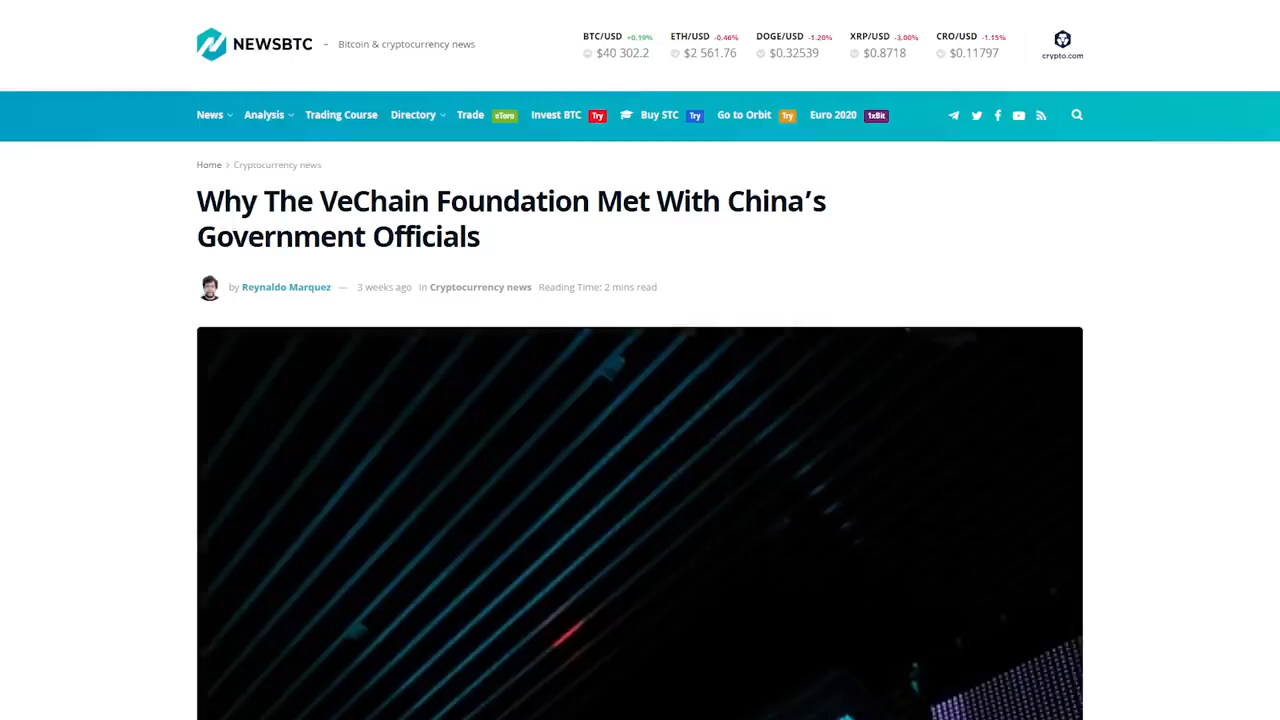 NEWSBTC - Bitcoin & cryptocurrency news
BTC/USD +0.19% ETH/USD -0.46% DOGE/USD -1.20% XRP/USD -3.00% CRO/USD -1.15%
$40 302.2 $2 561.76 $0.32539 $0.8718 $0.11797
crypto.com
News Analysis Trading Course Directory Trade eToro Invest BTC Try Buy STC Try Go to Orbit Try Euro 2020 1xBit
Home > Cryptocurrency news
Why The VeChain Foundation Met With China’s
Government Officials
by Reynaldo Marquez — 3 weeks ago in Cryptocurrency news Reading Time: 2 mins read